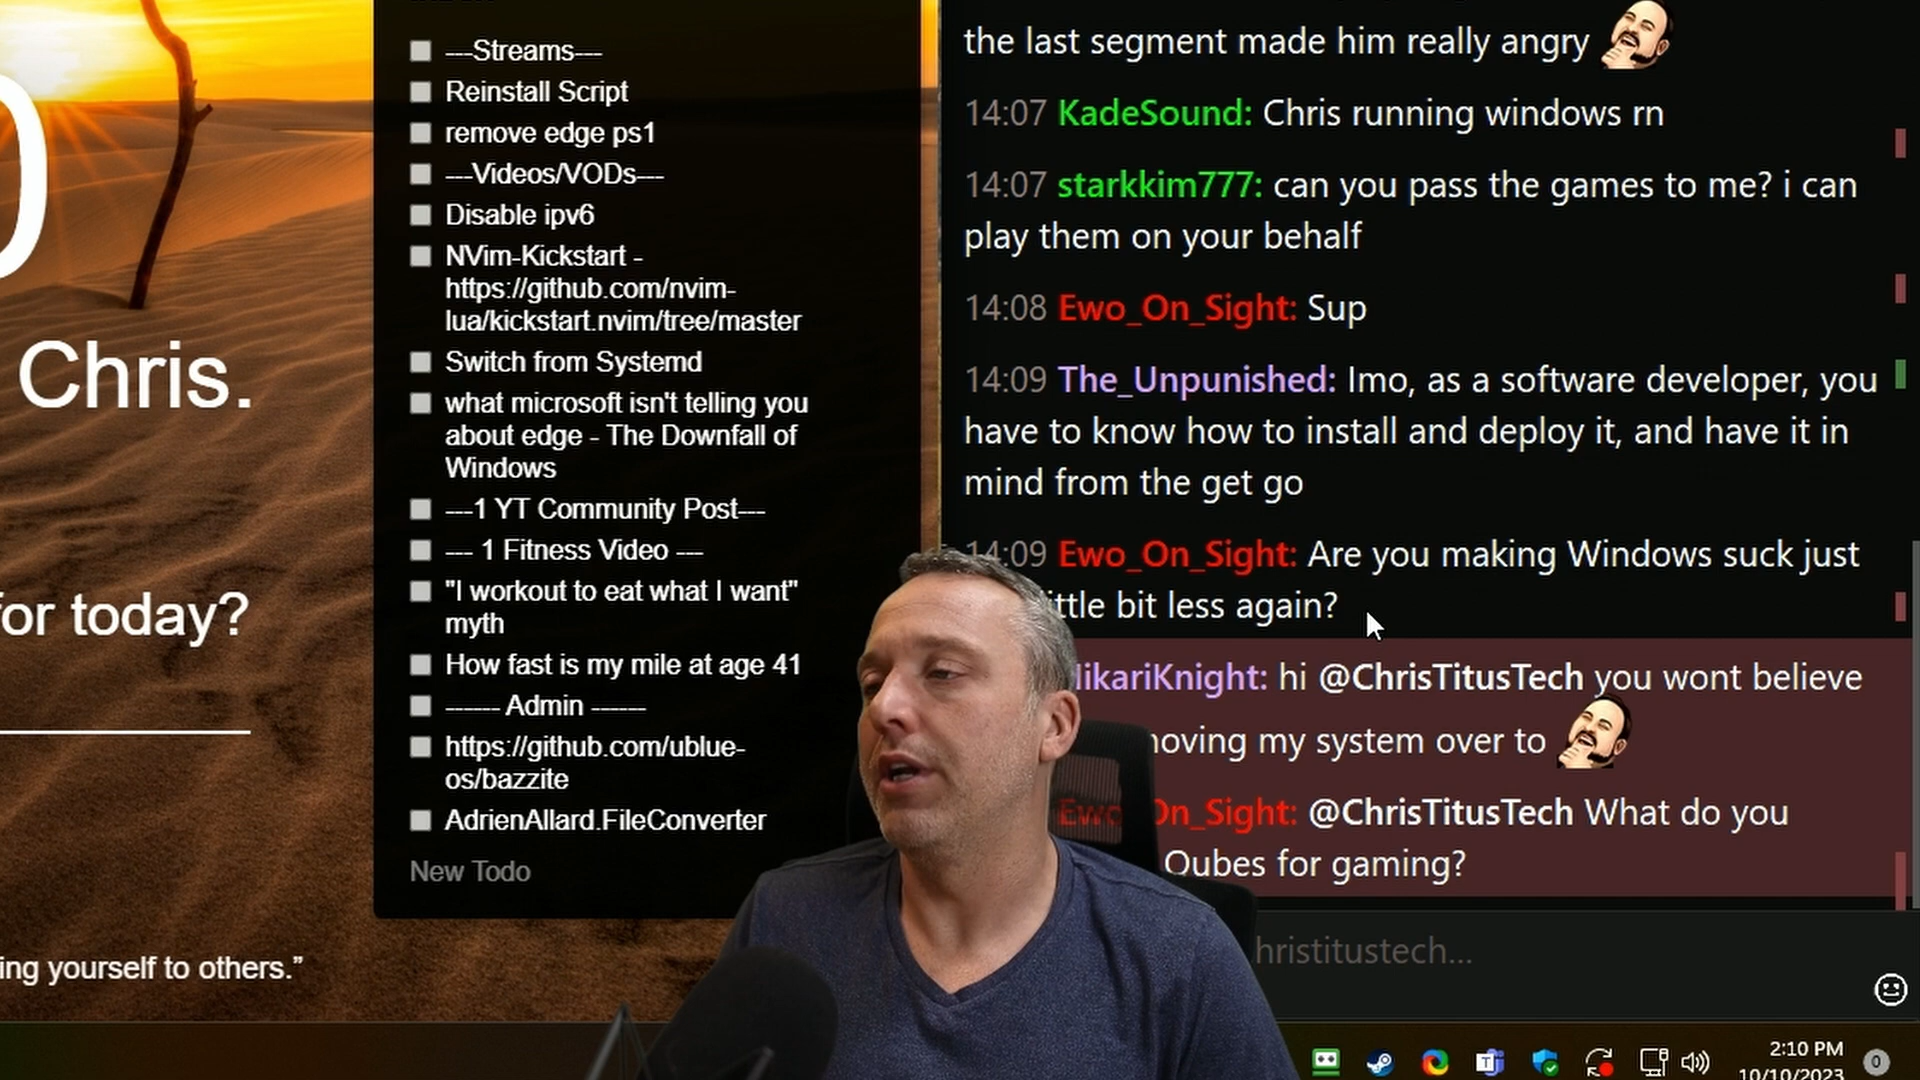 Chris.
for today?
ing yourself to others.”
---Streams---
Reinstall Script
remove edge ps1
---Videos/VODs---
Disable ipv6
NVim-Kickstart -
https://github.com/nvim-
lua/kickstart.nvim/tree/master
Switch from Systemd
what microsoft isn't telling you
about edge - The Downfall of
Windows
---1 YT Community Post---
--- 1 Fitness Video ---
"I workout to eat what I want"
myth
How fast is my mile at age 41
------ Admin ------
https://github.com/ublue-
os/bazzite
AdrienAllard.FileConverter
New Todo
the last segment made him really angry
14:07 KadeSound: Chris running windows rn
14:07 starkkim777: can you pass the games to me? i can
play them on your behalf
14:08 Ewo_On_Sight: Sup
14:09 The_Unpunished: Imo, as a software developer, you
have to know how to install and deploy it, and have it in
mind from the get go
14:09 Ewo_On_Sight: Are you making Windows suck just
ittle bit less again?
ikariKnight: hi @ChrisTitusTech you wont believe
moving my system over to
Ewo_On_Sight: @ChrisTitusTech What do you
Qubes for gaming?
hristitustech...
2:10 PM
10/10/2023
0